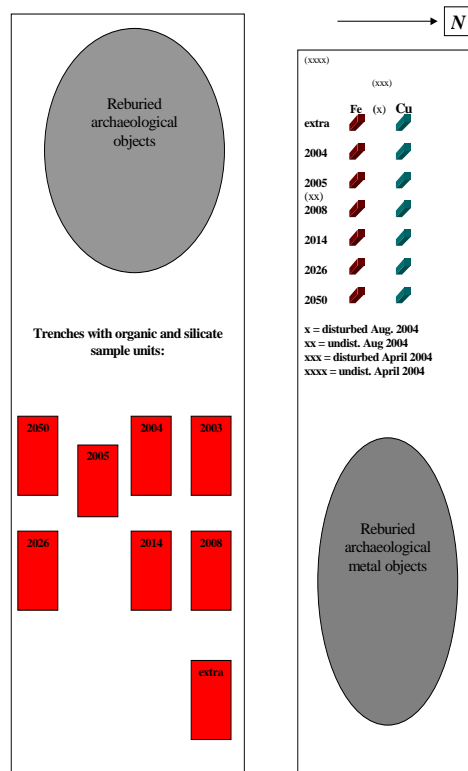 N
Reburied
archaeological
objects
Trenches with organic and silicate
sample units:
2050
2005
2004
2003
2026
2014
2008
extra
(xxxx)
(xxx)
Fe (x) Cu
extra
2004
2005
(xx)
2008
2014
2026
2050
x = disturbed Aug. 2004
xx = undist. Aug 2004
xxx = disturbed April 2004
xxxx = undist. April 2004
Reburied
archaeological
metal objects